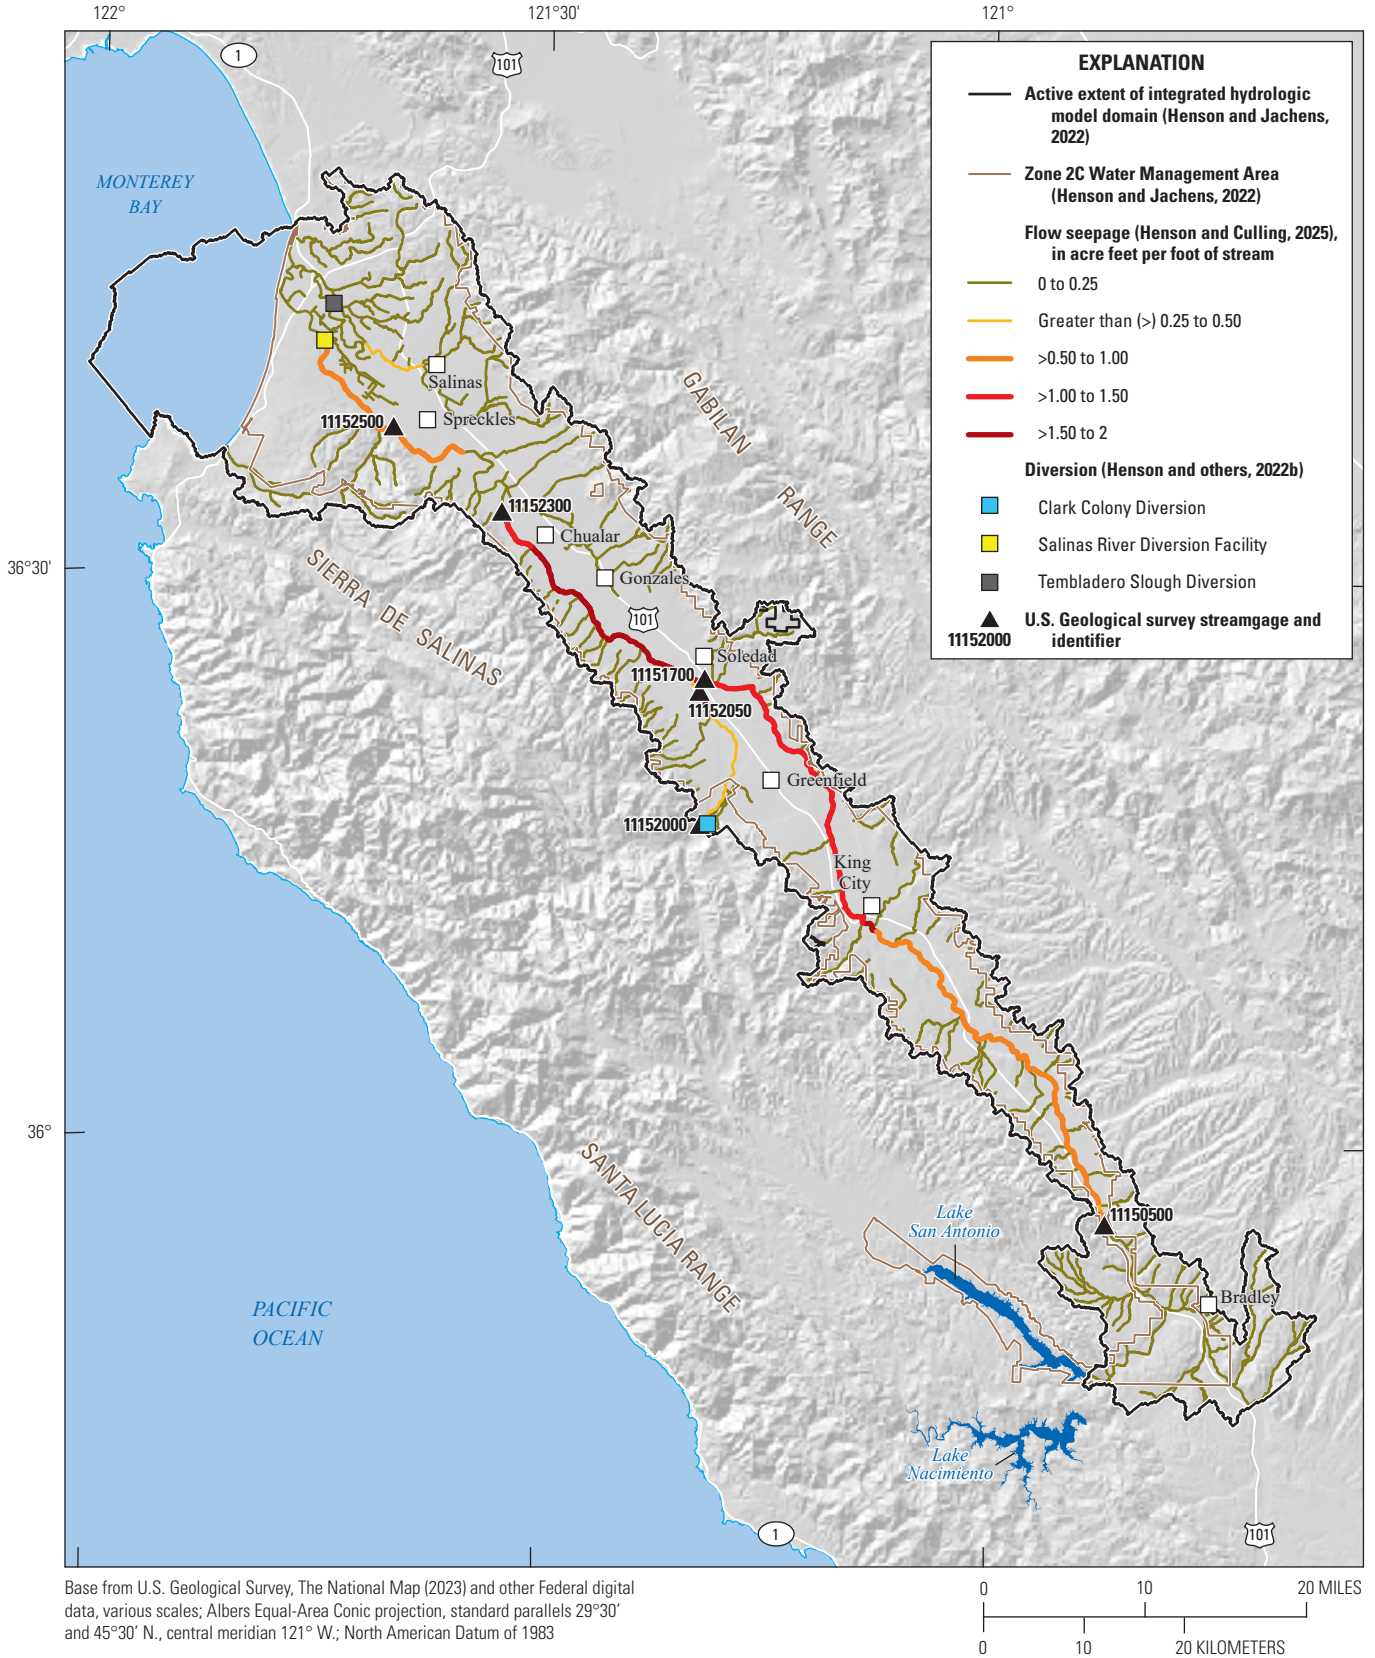 122°
121°30'
121°
1
101
EXPLANATION
Active extent of integrated hydrologic
model domain (Henson and Jachens,
2022)
Zone 2C Water Management Area
(Henson and Jachens, 2022)
Flow seepage (Henson and Culling, 2025),
in acre feet per foot of stream
0 to 0.25
Greater than (>) 0.25 to 0.50
>0.50 to 1.00
>1.00 to 1.50
>1.50 to 2
Diversion (Henson and others, 2022b)
Clark Colony Diversion
Salinas River Diversion Facility
Tembladero Slough Diversion
U.S. Geological survey streamgage and
11152000 identifier
MONTEREY
BAY
Salinas
GABILAN
RANGE
11152500
Spreckles
11152300
Chualar
36°30'
SIERRA DE SALINAS
Gonzales
101
Soledad
11151700
11152050
Greenfield
11152000
King
City
36°
SANTA LUCIA RANGE
Lake
San Antonio
11150500
Bradley
PACIFIC
OCEAN
Lake
Nacimiento
1
101
Base from U.S. Geological Survey, The National Map (2023) and other Federal digital
data, various scales; Albers Equal-Area Conic projection, standard parallels 29°30’
and 45°30’ N., central meridian 121° W.; North American Datum of 1983
0 10 20 MILES
0 10 20 KILOMETERS